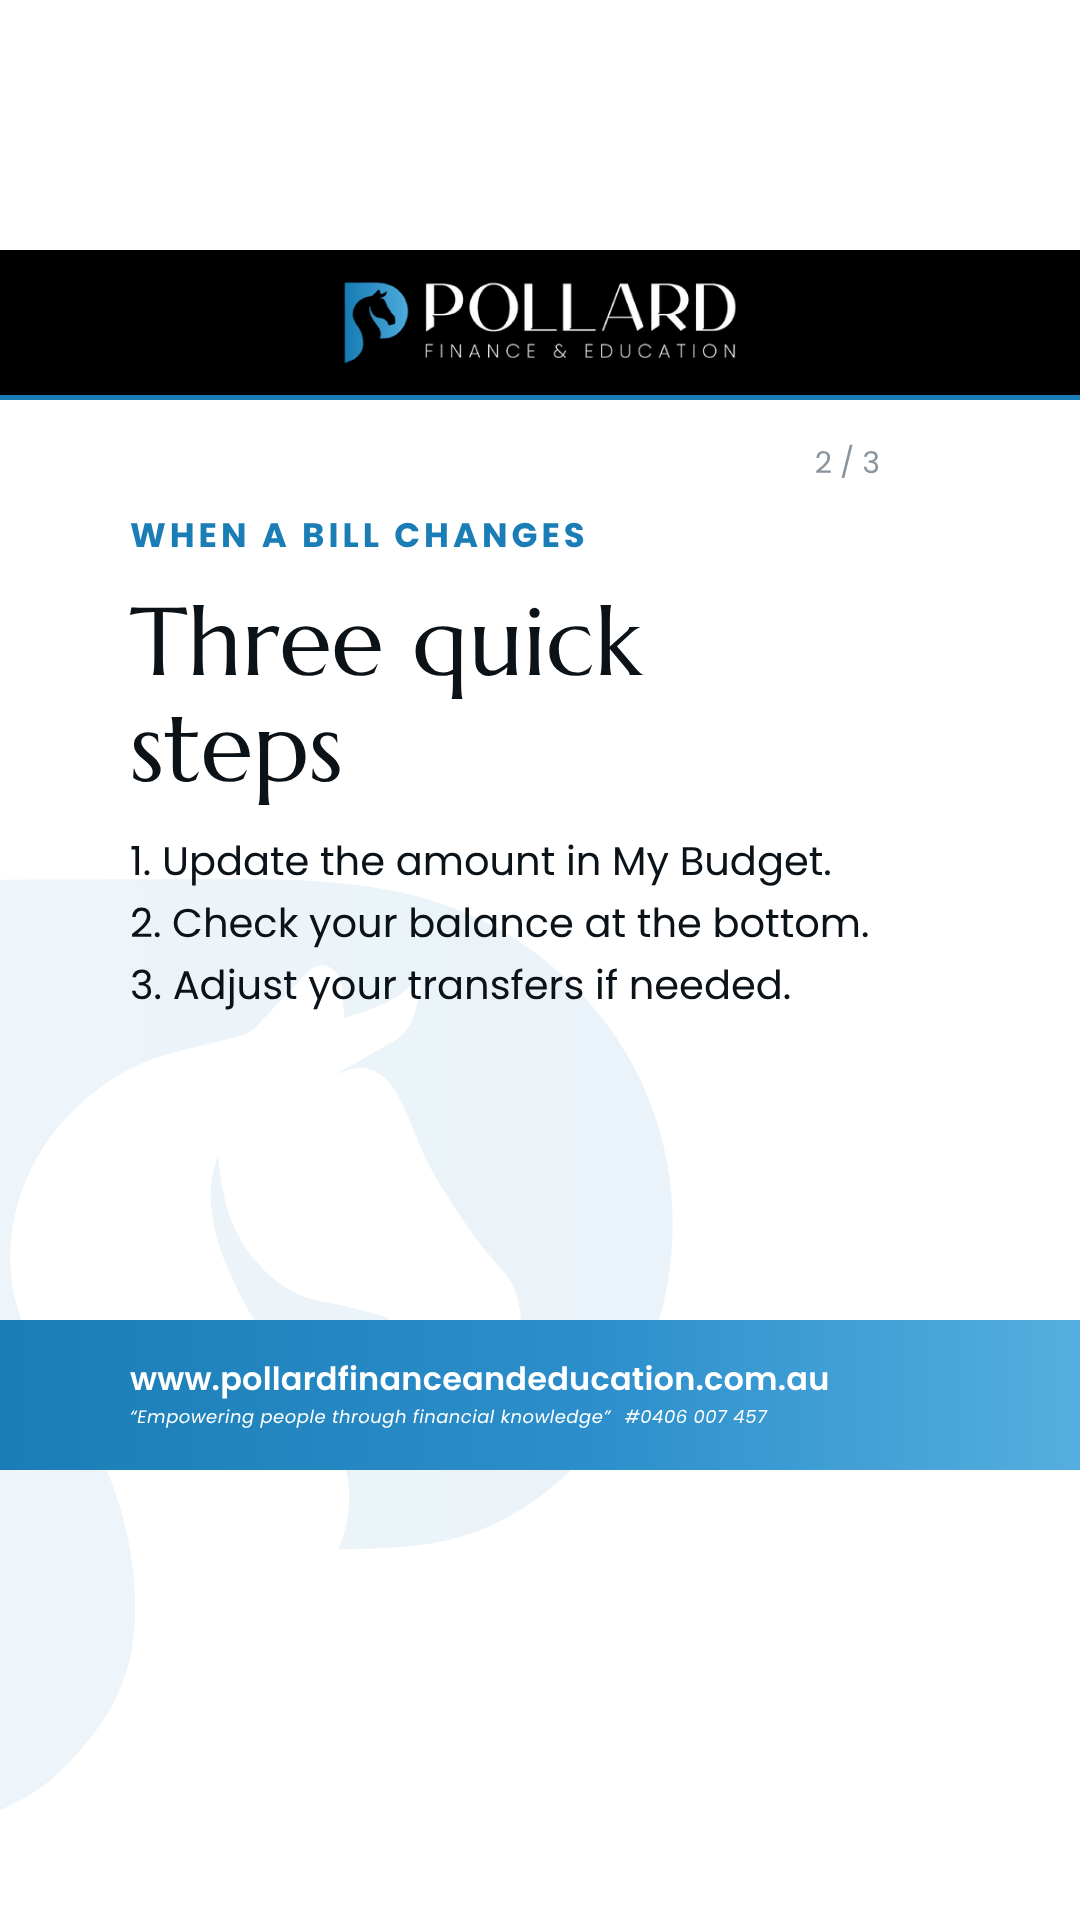 POLLARD
FINANCE & EDUCATION
2 / 3
WHEN A BILL CHANGES
Three quick
steps
1. Update the amount in My Budget.
2. Check your balance at the bottom.
3. Adjust your transfers if needed.
www.pollardfinanceandeducation.com.au
“Empowering people through financial knowledge” #0406 007 457